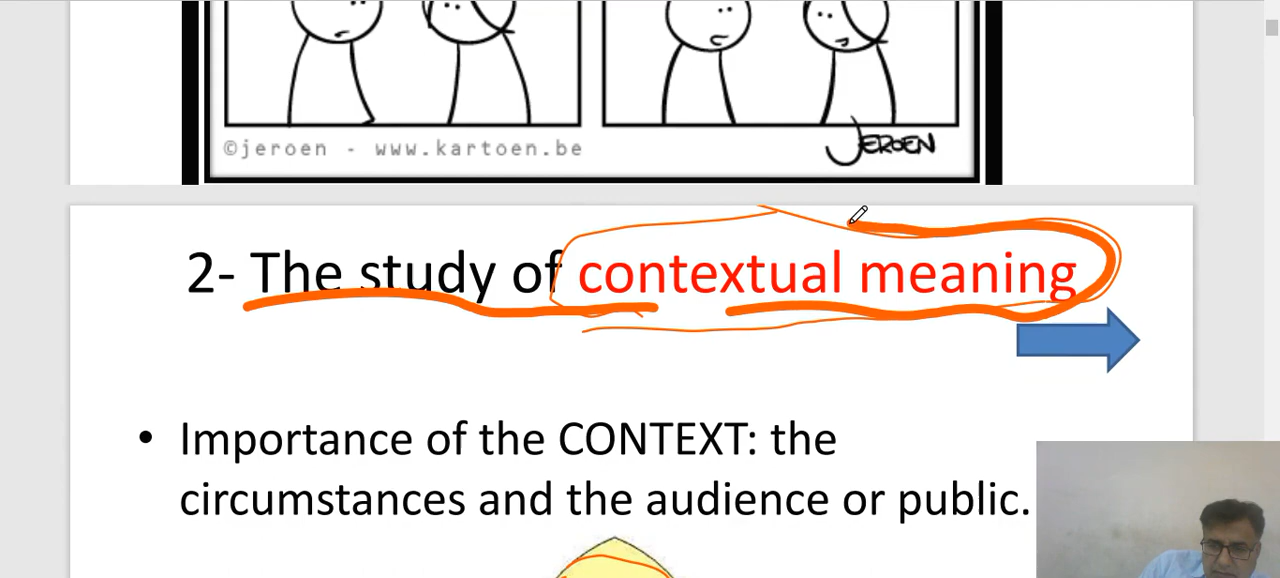 ©jeroen - www.kartoen.be
JEROEN
2- The study of contextual meaning
• Importance of the CONTEXT: the
circumstances and the audience or public.